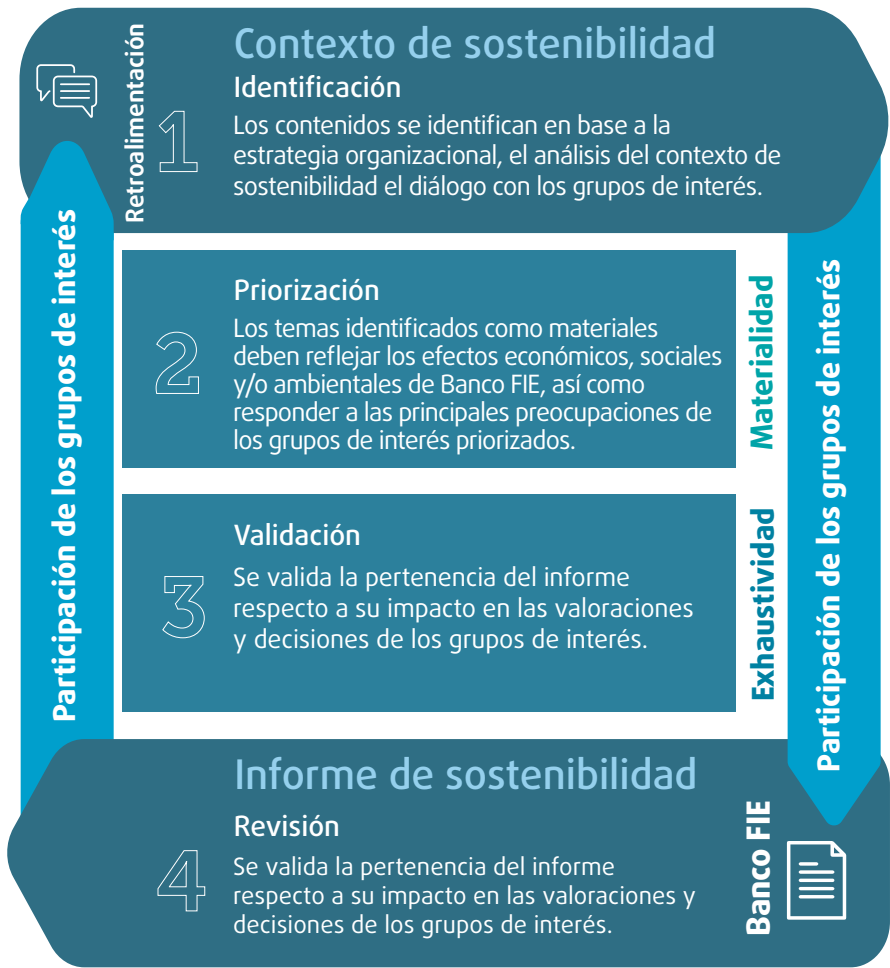 Contexto de sostenibilidad
Retroalimentación
1
Identificación
Los contenidos se identifican en base a la
estrategia organizacional, el análisis del contexto de
sostenibilidad el diálogo con los grupos de interés.
Participación de los grupos de interés
2
Priorización
Los temas identificados como materiales
deben reflejar los efectos económicos, sociales
y/o ambientales de Banco FIE, así como
responder a las principales preocupaciones de
los grupos de interés priorizados.
Materialidad
Participación de los grupos de interés
3
Validación
Se valida la pertenencia del informe
respecto a su impacto en las valoraciones
y decisiones de los grupos de interés.
Exhaustividad
Informe de sostenibilidad
4
Revisión
Se valida la pertenencia del informe
respecto a su impacto en las valoraciones y
decisiones de los grupos de interés.
Banco FIE